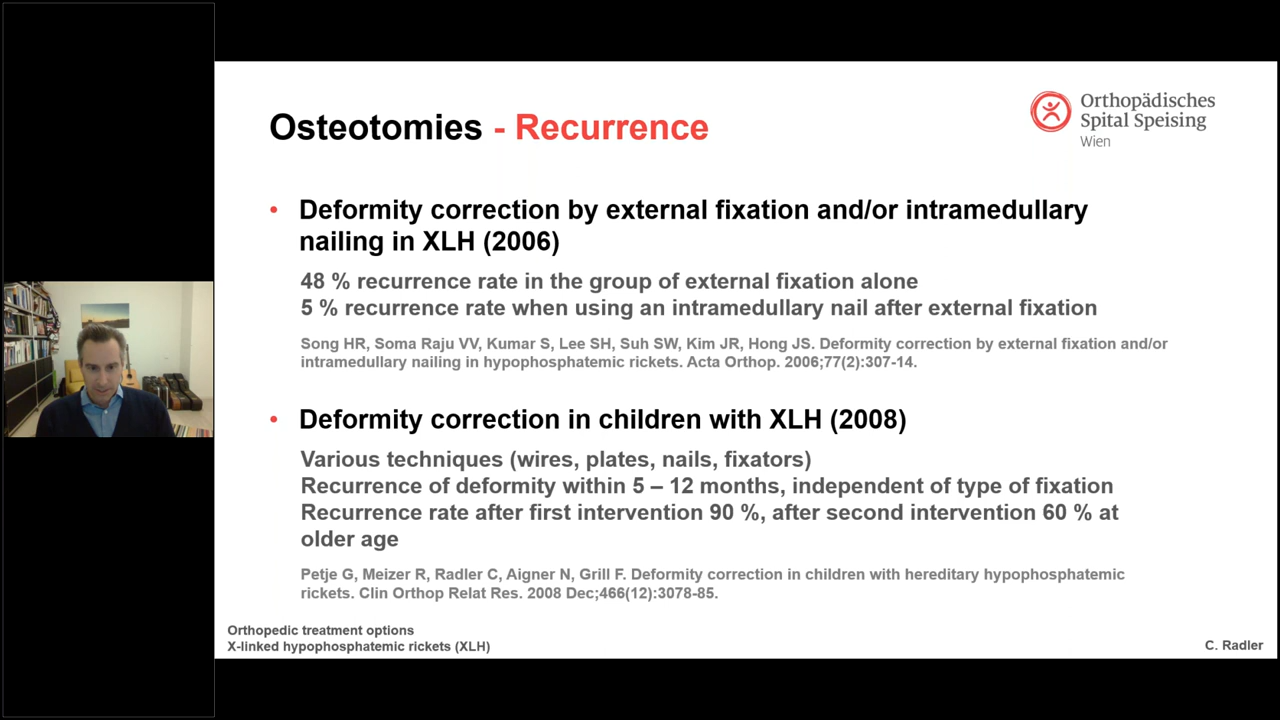 Osteotomies - Recurrence
Orthopädisches
Spital Speising
Wien
• Deformity correction by external fixation and/or intramedullary
nailing in XLH (2006)
48 % recurrence rate in the group of external fixation alone
5 % recurrence rate when using an intramedullary nail after external fixation
Song HR, Soma Raju VV, Kumar S, Lee SH, Suh SW, Kim JR, Hong JS. Deformity correction by external fixation and/or
intramedullary nailing in hypophosphatemic rickets. Acta Orthop. 2006;77(2):307-14.
• Deformity correction in children with XLH (2008)
Various techniques (wires, plates, nails, fixators)
Recurrence of deformity within 5 – 12 months, independent of type of fixation
Recurrence rate after first intervention 90 %, after second intervention 60 % at
older age
Petje G, Meizer R, Radler C, Aigner N, Grill F. Deformity correction in children with hereditary hypophosphatemic
rickets. Clin Orthop Relat Res. 2008 Dec;466(12):3078-85.
Orthopedic treatment options
X-linked hypophosphatemic rickets (XLH)
C. Radler